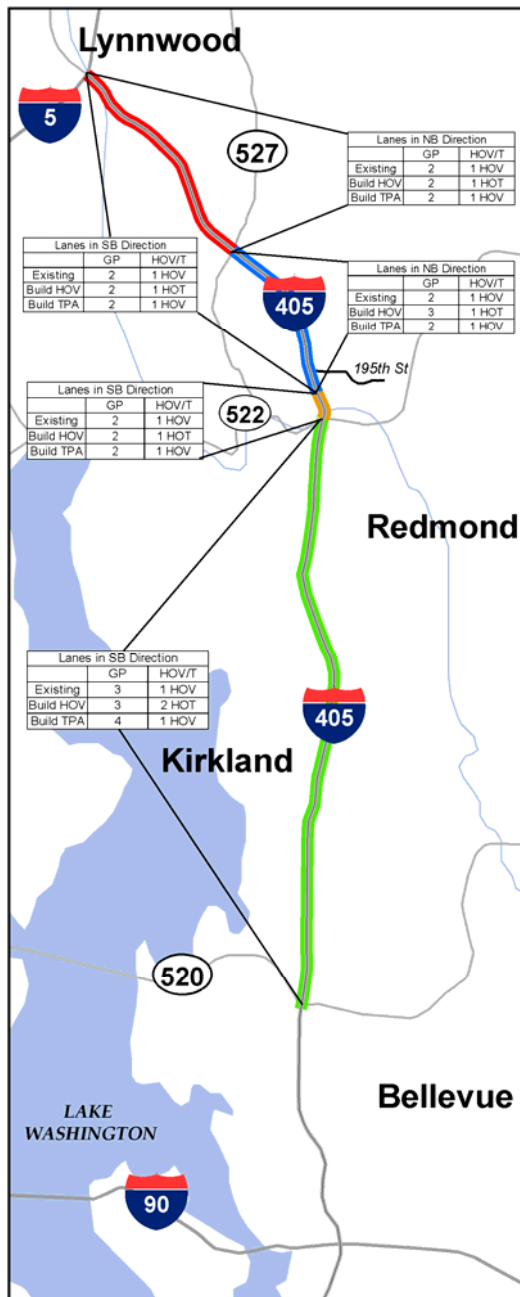 Lynnwood
5
527
Lanes in NB Direction
GP HOV/T
Existing 2 1 HOV
Build HOV 2 1 HOT
Build TPA 2 1 HOV
Lanes in SB Direction
GP HOV/T
Existing 2 1 HOV
Build HOV 2 1 HOT
Build TPA 2 1 HOV
Lanes in NB Direction
GP HOV/T
Existing 2 1 HOV
Build HOV 3 1 HOT
Build TPA 2 1 HOV
405
195th St
Lanes in SB Direction
GP HOV/T
Existing 2 1 HOV
Build HOV 2 1 HOT
Build TPA 2 1 HOV
522
Redmond
Lanes in SB Direction
GP HOV/T
Existing 3 1 HOV
Build HOV 3 2 HOT
Build TPA 4 1 HOV
405
Kirkland
520
Bellevue
LAKE
WASHINGTON
90